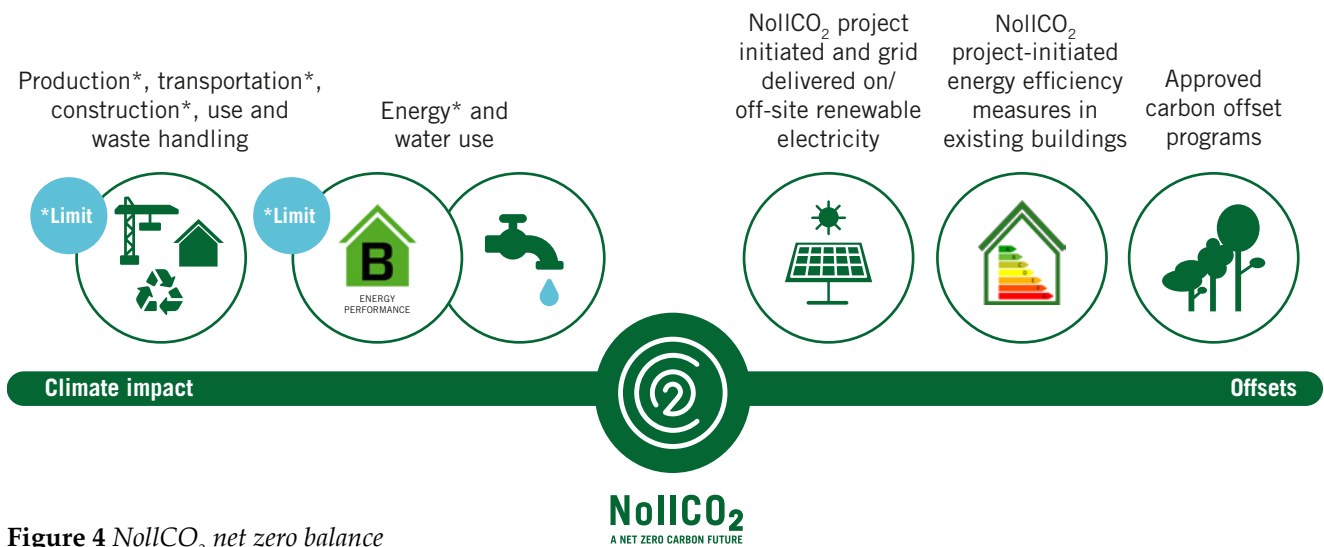 Production*, transportation*,
construction*, use and
waste handling
Energy* and
water use
NollCO₂ project
initiated and grid
delivered on/
off-site renewable
electricity
NollCO₂
project-initiated
energy efficiency
measures in
existing buildings
Approved
carbon offset
programs
*Limit
*Limit
B
ENERGY
PERFORMANCE
Climate impact
2
Offsets
NollCO₂
A NET ZERO CARBON FUTURE
Figure 4 NollCO₂ net zero balance